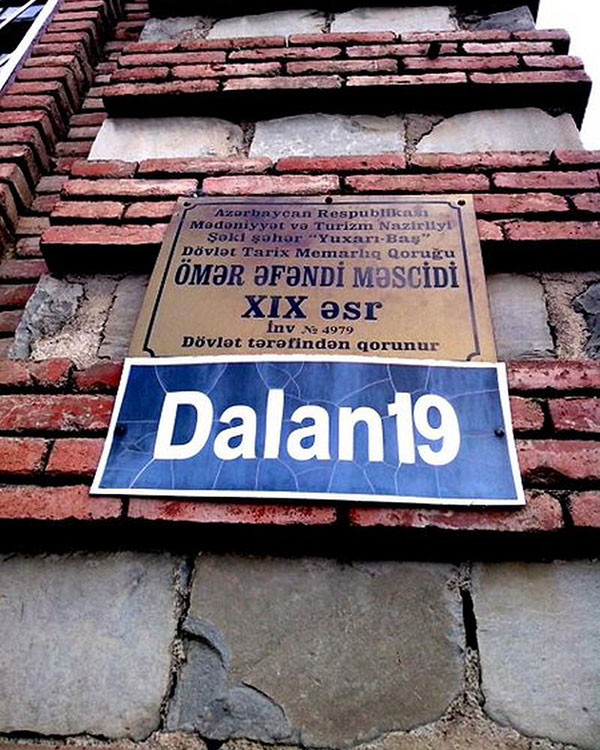 Azərbaycan Respublikası
Mədəniyyət və Turizm Nazirliyi
Şəki şəhər "Yuxarı-Baş"
Dövlət Tarix Memarlıq Qoruğu
ÖMƏR ƏFƏNDİ MƏSCİDİ
XIX əsr
İnv № 4979
Dövlət tərəfindən qorunur
Dalan19